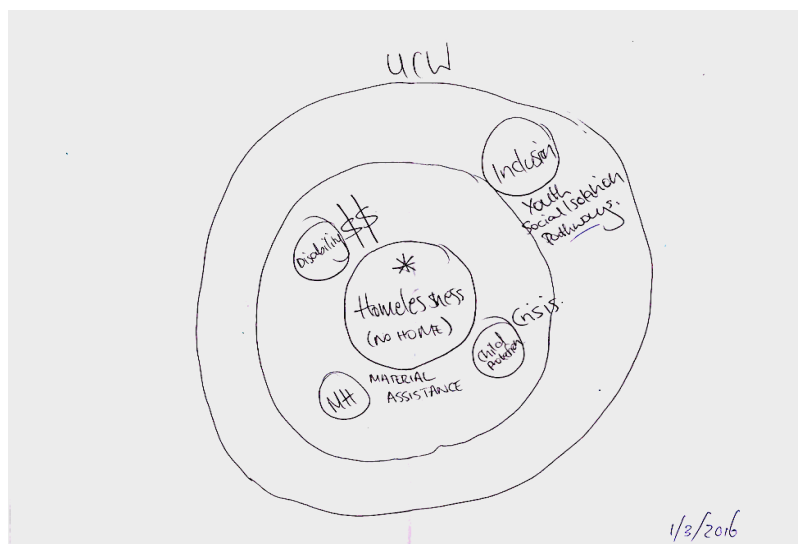 UCW
Inclusion
Youth
Social Isolation
Pathways.
$$
Disability
*
Homelessness
(NO HOME)
Crisis.
Child
protection
MATERIAL
ASSISTANCE
MH
1/3/2016